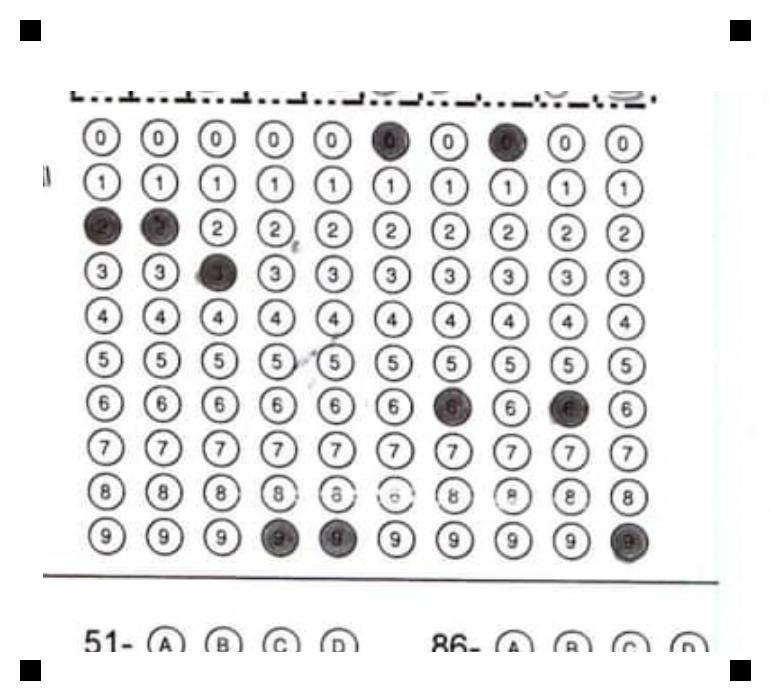 0 0 0 0 0 0 0 0 0 0
1 1 1 1 1 1 1 1 1 1
2 2 2 2 2 2 2 2 2 2
3 3 3 3 3 3 3 3 3 3
4 4 4 4 4 4 4 4 4 4
5 5 5 5 5 5 5 5 5 5
6 6 6 6 6 6 6 6 6 6
7 7 7 7 7 7 7 7 7 7
8 8 8 8 8 8 8 8 8 8
9 9 9 9 9 9 9 9 9 9
51- A B C D 86- A B C D